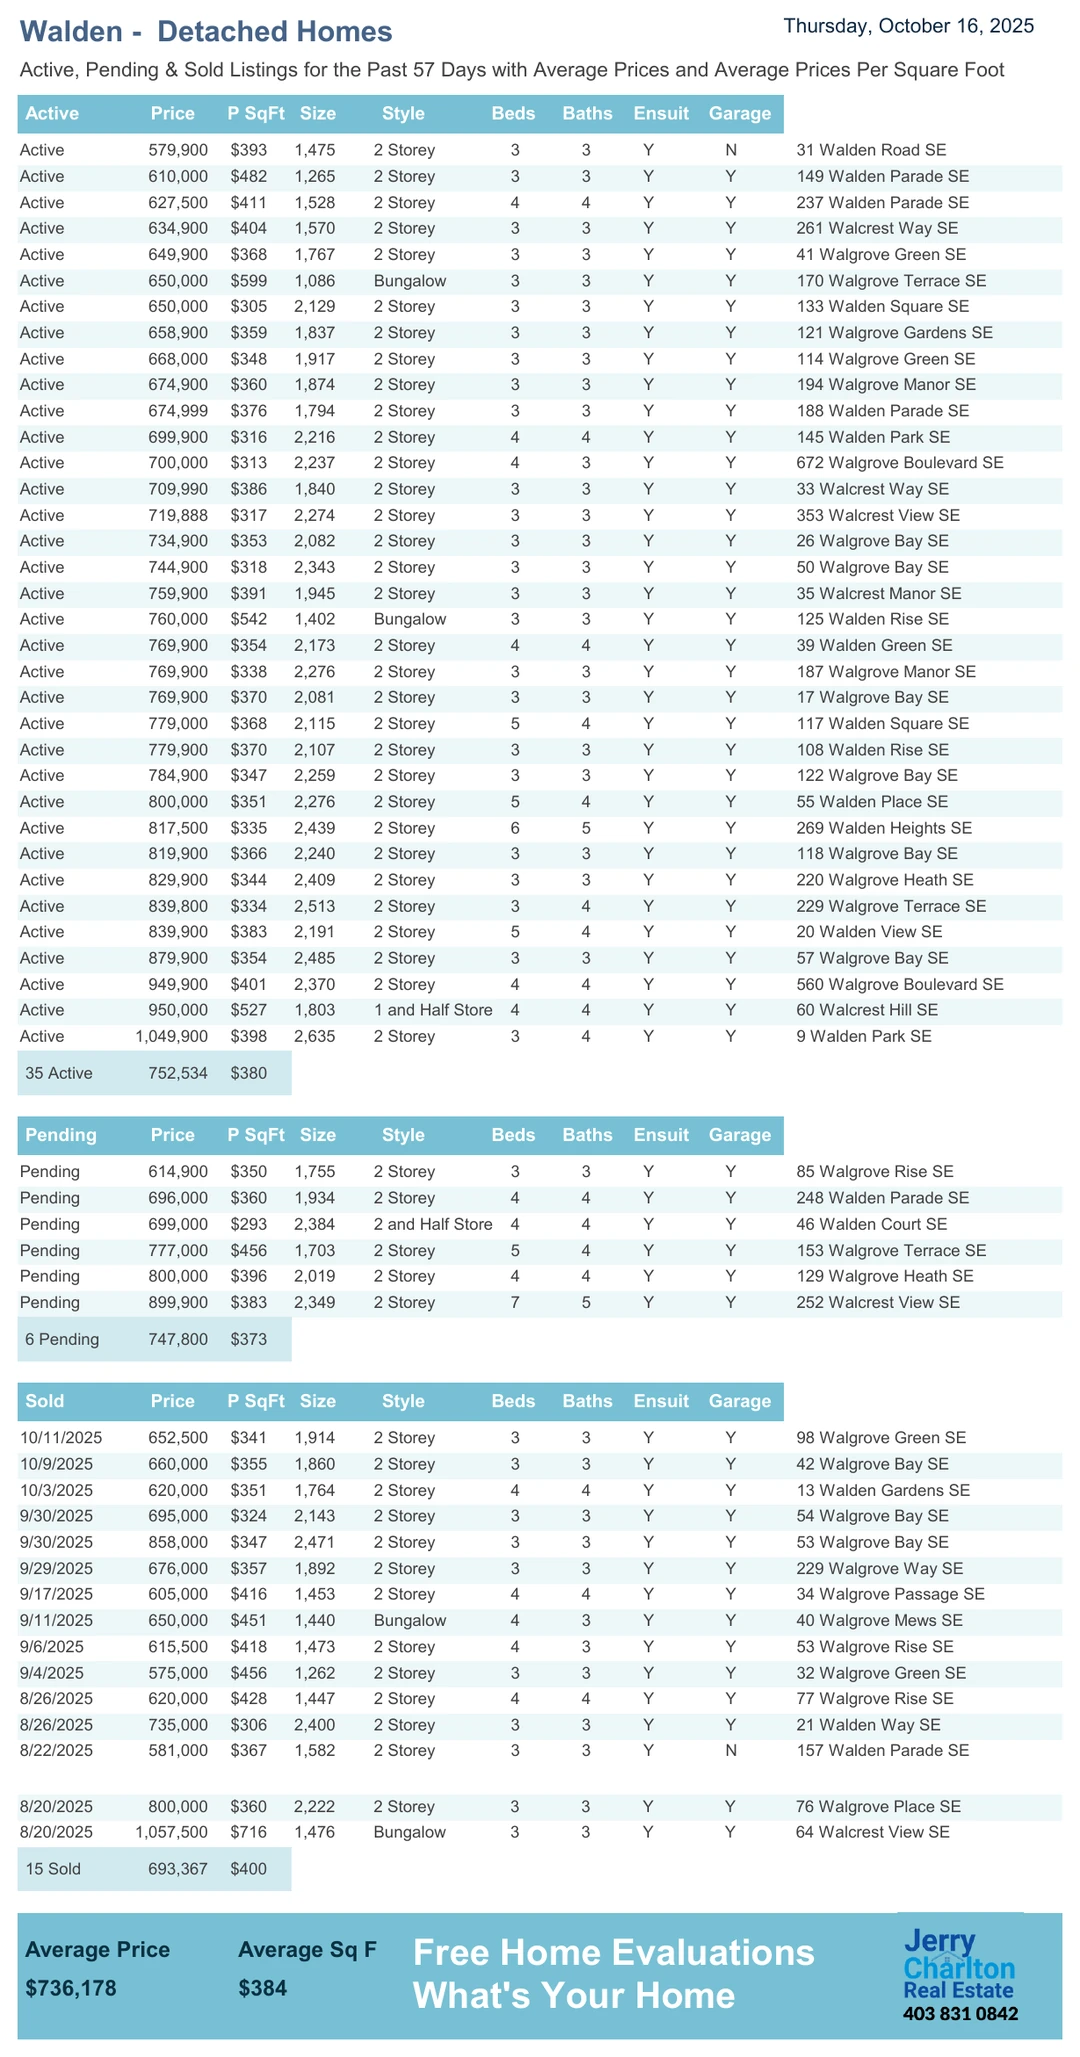 Walden - Detached Homes
Thursday, October 16, 2025
Active, Pending & Sold Listings for the Past 57 Days with Average Prices and Average Prices Per Square Foot
Active Price P SqFt Size Style Beds Baths Ensuit Garage
Active 579,900 $393 1,475 2 Storey 3 3 Y N 31 Walden Road SE
Active 610,000 $482 1,265 2 Storey 3 3 Y Y 149 Walden Parade SE
Active 627,500 $411 1,528 2 Storey 4 4 Y Y 237 Walden Parade SE
Active 634,900 $404 1,570 2 Storey 3 3 Y Y 261 Walcrest Way SE
Active 649,900 $368 1,767 2 Storey 3 3 Y Y 41 Walgrove Green SE
Active 650,000 $599 1,086 Bungalow 3 3 Y Y 170 Walgrove Terrace SE
Active 650,000 $305 2,129 2 Storey 3 3 Y Y 133 Walden Square SE
Active 658,900 $359 1,837 2 Storey 3 3 Y Y 121 Walgrove Gardens SE
Active 668,000 $348 1,917 2 Storey 3 3 Y Y 114 Walgrove Green SE
Active 674,900 $360 1,874 2 Storey 3 3 Y Y 194 Walgrove Manor SE
Active 674,999 $376 1,794 2 Storey 3 3 Y Y 188 Walden Parade SE
Active 699,900 $316 2,216 2 Storey 4 4 Y Y 145 Walden Park SE
Active 700,000 $313 2,237 2 Storey 4 3 Y Y 672 Walgrove Boulevard SE
Active 709,990 $386 1,840 2 Storey 3 3 Y Y 33 Walcrest Way SE
Active 719,888 $317 2,274 2 Storey 3 3 Y Y 353 Walcrest View SE
Active 734,900 $353 2,082 2 Storey 3 3 Y Y 26 Walgrove Bay SE
Active 744,900 $318 2,343 2 Storey 3 3 Y Y 50 Walgrove Bay SE
Active 759,900 $391 1,945 2 Storey 3 3 Y Y 35 Walcrest Manor SE
Active 760,000 $542 1,402 Bungalow 3 3 Y Y 125 Walden Rise SE
Active 769,900 $354 2,173 2 Storey 4 4 Y Y 39 Walden Green SE
Active 769,900 $338 2,276 2 Storey 3 3 Y Y 187 Walgrove Manor SE
Active 769,900 $370 2,081 2 Storey 3 3 Y Y 17 Walgrove Bay SE
Active 779,000 $368 2,115 2 Storey 5 4 Y Y 117 Walden Square SE
Active 779,900 $370 2,107 2 Storey 3 3 Y Y 108 Walden Rise SE
Active 784,900 $347 2,259 2 Storey 3 3 Y Y 122 Walgrove Bay SE
Active 800,000 $351 2,276 2 Storey 5 4 Y Y 55 Walden Place SE
Active 817,500 $335 2,439 2 Storey 6 5 Y Y 269 Walden Heights SE
Active 819,900 $366 2,240 2 Storey 3 3 Y Y 118 Walgrove Bay SE
Active 829,900 $344 2,409 2 Storey 3 3 Y Y 220 Walgrove Heath SE
Active 839,800 $334 2,513 2 Storey 3 4 Y Y 229 Walgrove Terrace SE
Active 839,900 $383 2,191 2 Storey 5 4 Y Y 20 Walden View SE
Active 879,900 $354 2,485 2 Storey 3 3 Y Y 57 Walgrove Bay SE
Active 949,900 $401 2,370 2 Storey 4 4 Y Y 560 Walgrove Boulevard SE
Active 950,000 $527 1,803 1 and Half Store 4 4 Y Y 60 Walcrest Hill SE
Active 1,049,900 $398 2,635 2 Storey 3 4 Y Y 9 Walden Park SE
35 Active 752,534 $380
Pending Price P SqFt Size Style Beds Baths Ensuit Garage
Pending 614,900 $350 1,755 2 Storey 3 3 Y Y 85 Walgrove Rise SE
Pending 696,000 $360 1,934 2 Storey 4 4 Y Y 248 Walden Parade SE
Pending 699,000 $293 2,384 2 and Half Store 4 4 Y Y 46 Walden Court SE
Pending 777,000 $456 1,703 2 Storey 5 4 Y Y 153 Walgrove Terrace SE
Pending 800,000 $396 2,019 2 Storey 4 4 Y Y 129 Walgrove Heath SE
Pending 899,900 $383 2,349 2 Storey 7 5 Y Y 252 Walcrest View SE
6 Pending 747,800 $373
Sold Price P SqFt Size Style Beds Baths Ensuit Garage
10/11/2025 652,500 $341 1,914 2 Storey 3 3 Y Y 98 Walgrove Green SE
10/9/2025 660,000 $355 1,860 2 Storey 3 3 Y Y 42 Walgrove Bay SE
10/3/2025 620,000 $351 1,764 2 Storey 4 4 Y Y 13 Walden Gardens SE
9/30/2025 695,000 $324 2,143 2 Storey 3 3 Y Y 54 Walgrove Bay SE
9/30/2025 858,000 $347 2,471 2 Storey 3 3 Y Y 53 Walgrove Bay SE
9/29/2025 676,000 $357 1,892 2 Storey 3 3 Y Y 229 Walgrove Way SE
9/17/2025 605,000 $416 1,453 2 Storey 4 4 Y Y 34 Walgrove Passage SE
9/11/2025 650,000 $451 1,440 Bungalow 4 3 Y Y 40 Walgrove Mews SE
9/6/2025 615,500 $418 1,473 2 Storey 4 3 Y Y 53 Walgrove Rise SE
9/4/2025 575,000 $456 1,262 2 Storey 3 3 Y Y 32 Walgrove Green SE
8/26/2025 620,000 $428 1,447 2 Storey 4 4 Y Y 77 Walgrove Rise SE
8/26/2025 735,000 $306 2,400 2 Storey 3 3 Y Y 21 Walden Way SE
8/22/2025 581,000 $367 1,582 2 Storey 3 3 Y N 157 Walden Parade SE
8/20/2025 800,000 $360 2,222 2 Storey 3 3 Y Y 76 Walgrove Place SE
8/20/2025 1,057,500 $716 1,476 Bungalow 3 3 Y Y 64 Walcrest View SE
15 Sold 693,367 $400
Average Price Average Sq F
$736,178 $384
Free Home Evaluations
What's Your Home
Jerry
Charlton
Real Estate
403 831 0842